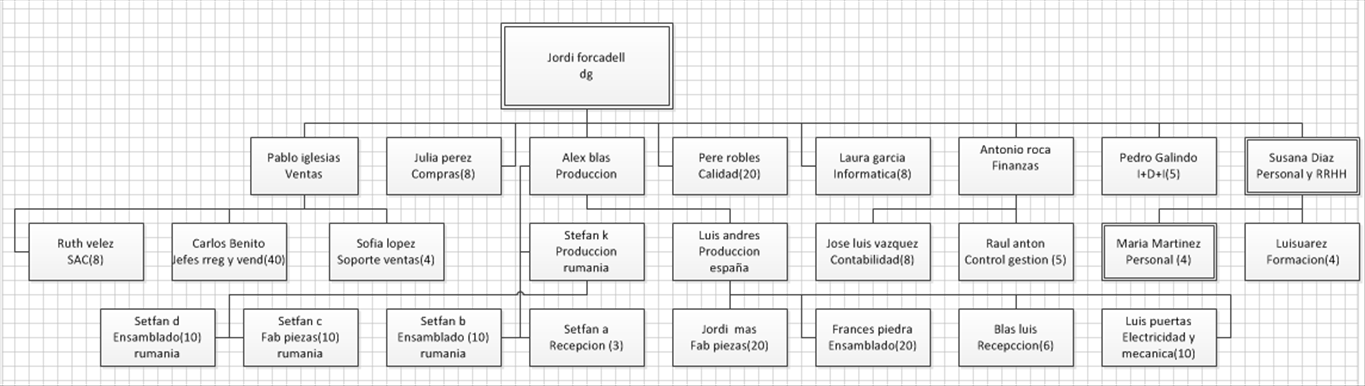 Jordi forcadell
dg
Pablo iglesias
Ventas
Julia perez
Compras(8)
Alex blas
Produccion
Pere robles
Calidad(20)
Laura garcia
Informatica(8)
Antonio roca
Finanzas
Pedro Galindo
I+D+I(5)
Susana Diaz
Personal y RRHH
Ruth velez
SAC(8)
Carlos Benito
Jefes rreg y vend(40)
Sofia lopez
Soporte ventas(4)
Stefan k
Produccion
rumania
Luis andres
Produccion
españa
Jose luis vazquez
Contabilidad(8)
Raul anton
Control gestion (5)
Maria Martinez
Personal (4)
Luisuarez
Formacion(4)
Setfan d
Ensamblado(10)
rumania
Setfan c
Fab piezas(10)
rumania
Setfan b
Ensamblado (10)
rumania
Setfan a
Recepcion (3)
Jordi mas
Fab piezas(20)
Frances piedra
Ensamblado(20)
Blas luis
Recepccion(6)
Luis puertas
Electricidad y
mecanica(10)